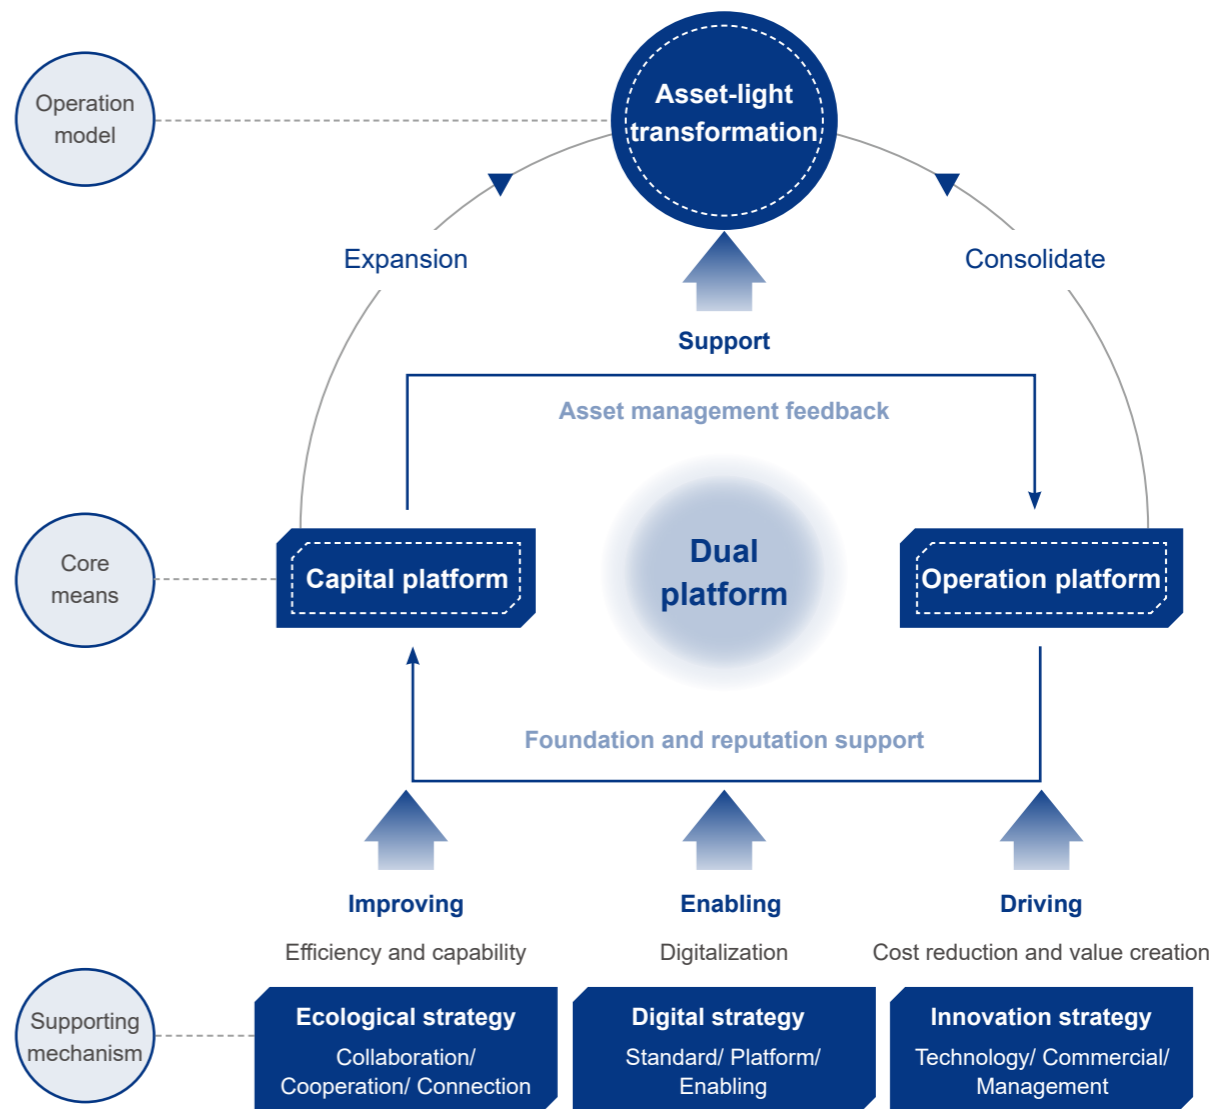 Operation
model
Asset-light
transformation
Expansion
Consolidate
Support
Asset management feedback
Core
means
Capital platform
Dual
platform
Operation platform
Foundation and reputation support
Improving
Enabling
Driving
Efficiency and capability
Digitalization
Cost reduction and value creation
Supporting
mechanism
Ecological strategy
Collaboration/
Cooperation/ Connection
Digital strategy
Standard/ Platform/
Enabling
Innovation strategy
Technology/ Commercial/
Management